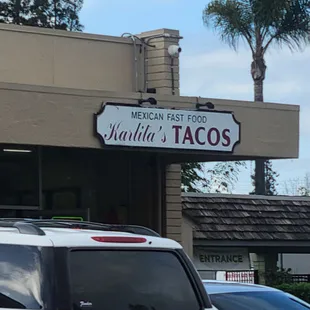 MEXICAN FAST FOOD
Karlita's TACOS
ENTRANCE